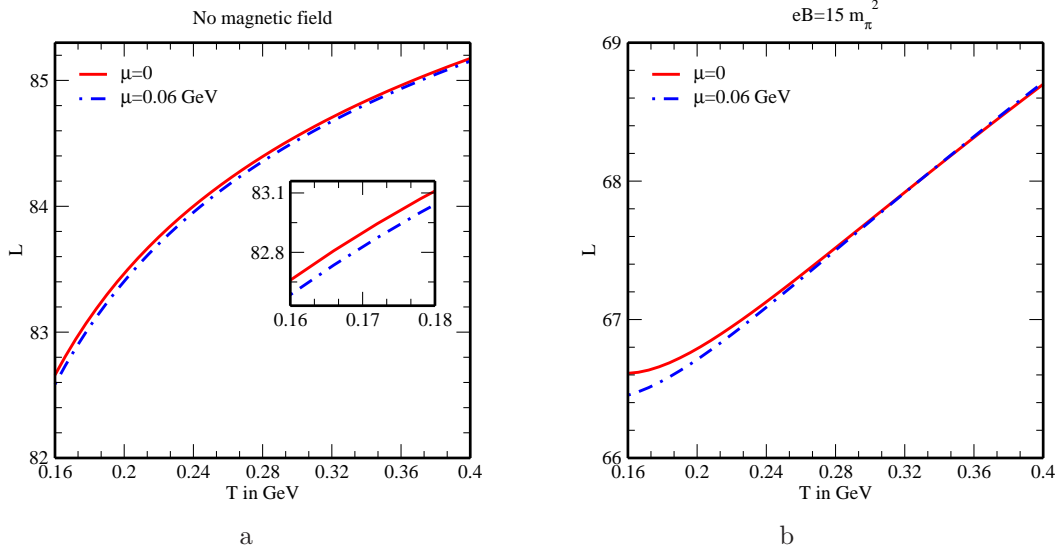 No magnetic field
85
84
83
82
L
μ=0
μ=0.06 GeV
83.1
82.8
0.16
0.17
0.18
0.16
0.2
0.24
0.28
0.32
0.36
0.4
T in GeV
a
eB=15 m_π^2
69
68
67
66
L
μ=0
μ=0.06 GeV
0.16
0.2
0.24
0.28
0.32
0.36
0.4
T in GeV
b